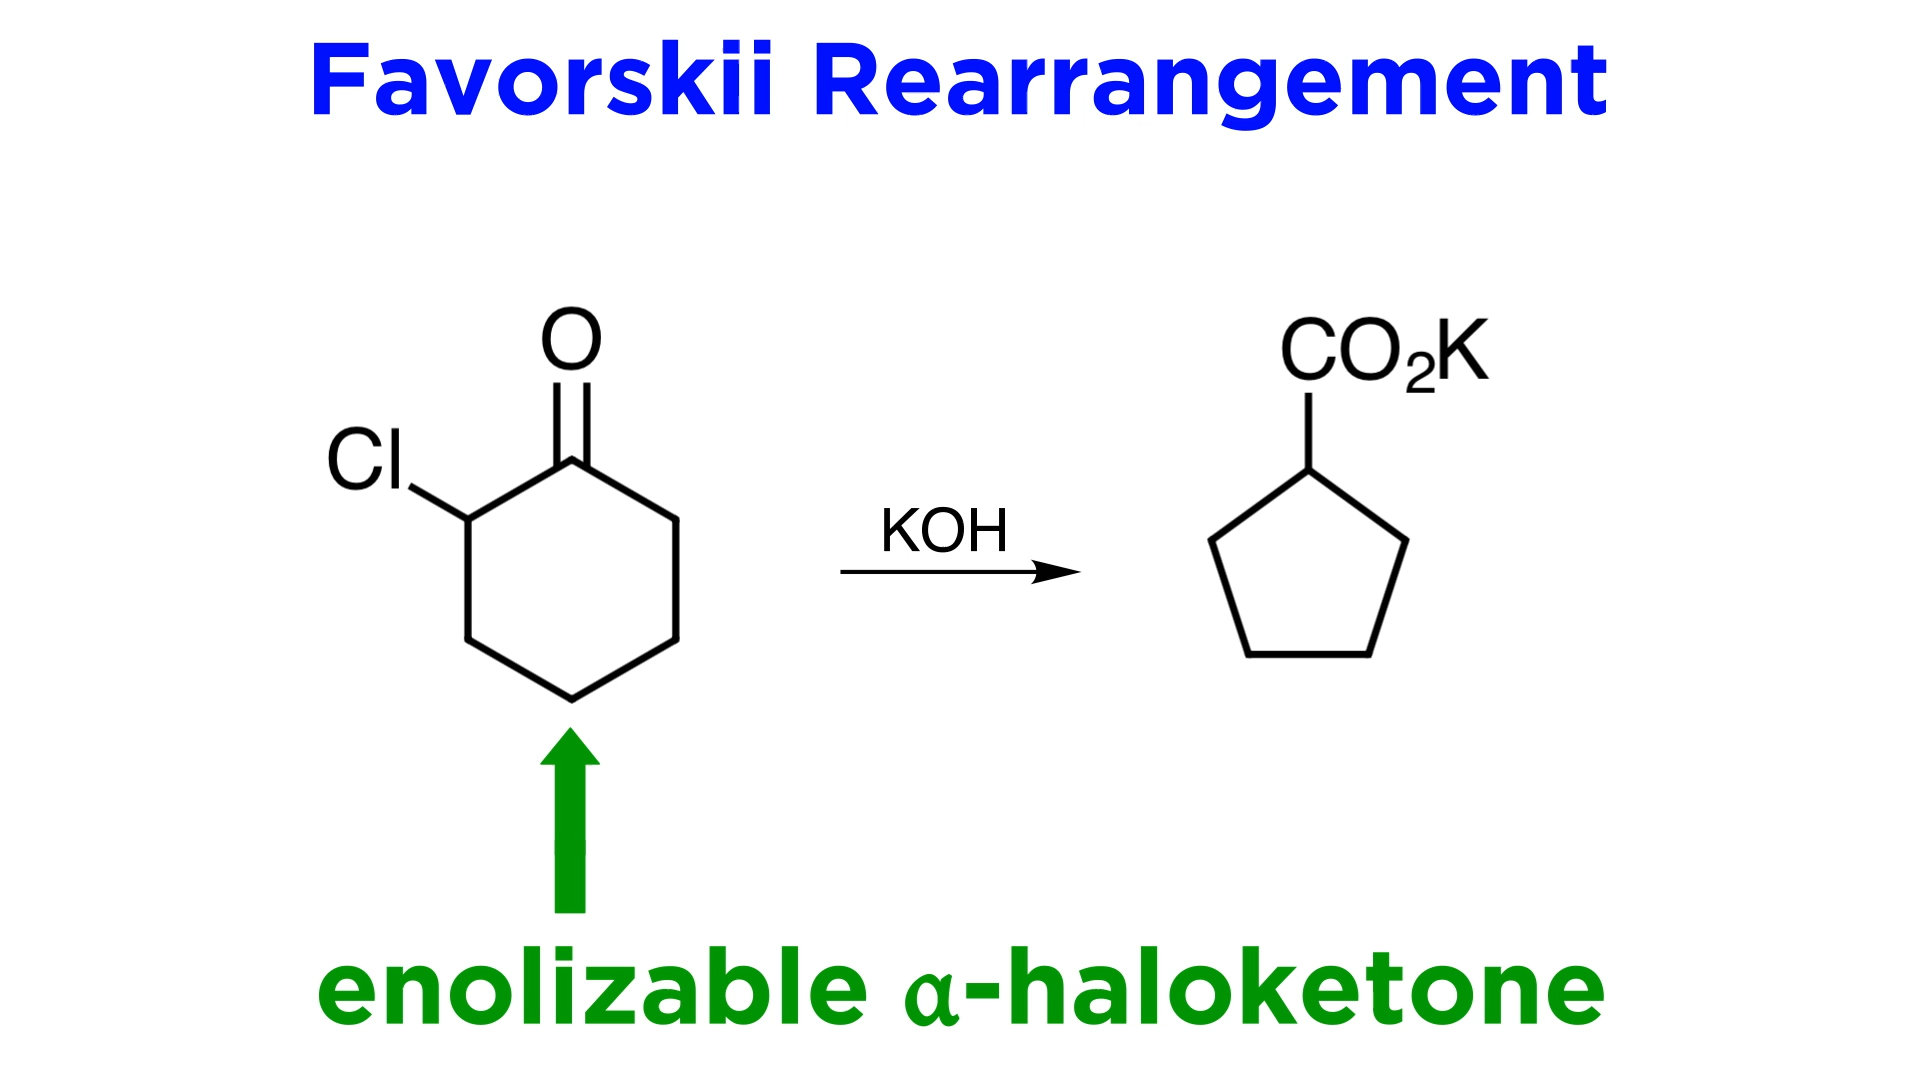 Favorskii Rearrangement
O
Cl
KOH
CO₂K
enolizable α-haloketone